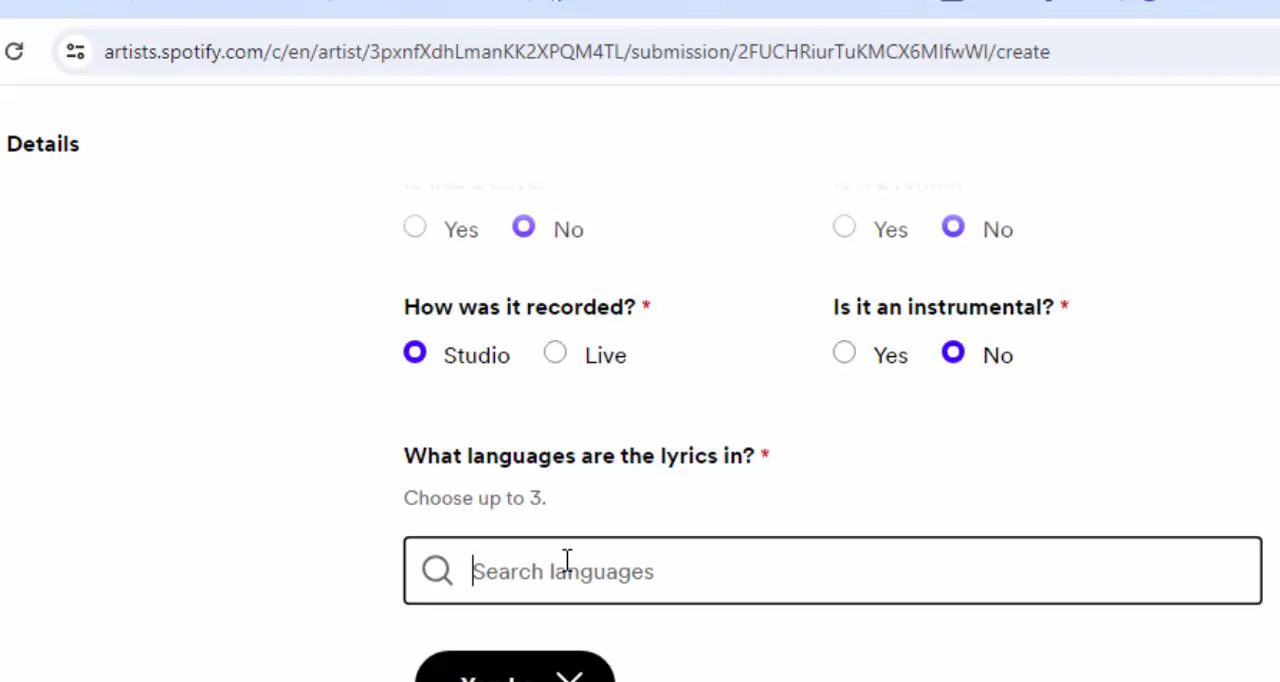 artists.spotify.com/c/en/artist/3pxnfXdhLmanKK2XPQM4TL/submission/2FUCHRiurTuKMCX6MIfwWI/create
Details
Yes No Yes No
How was it recorded? * Is it an instrumental? *
Studio Live Yes No
What languages are the lyrics in? *
Choose up to 3.
Search languages